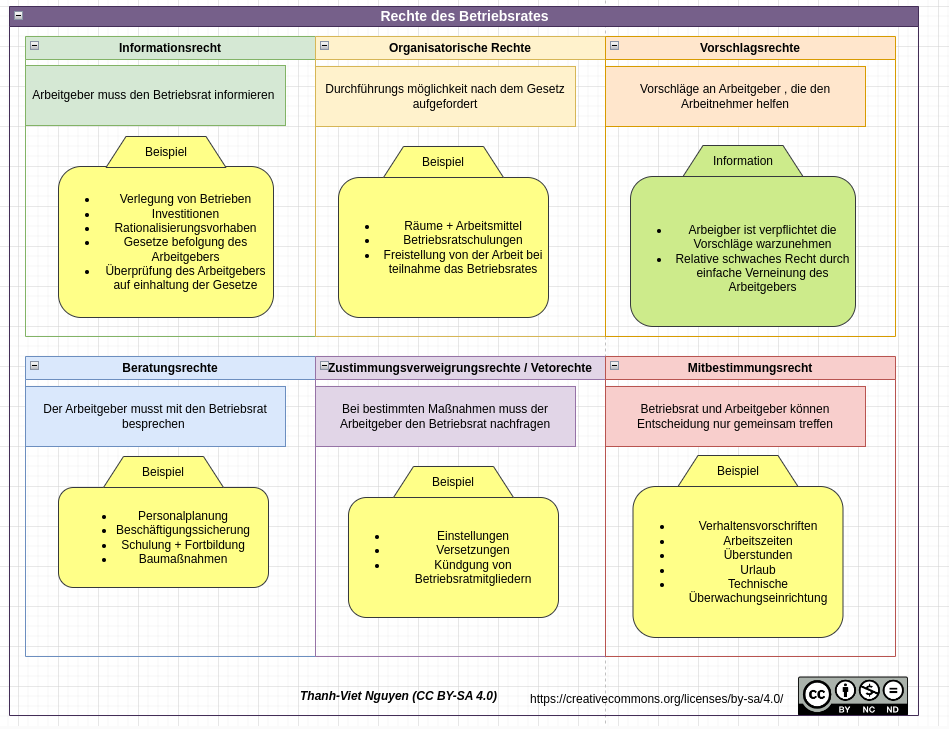 Rechte des Betriebsrates
Informationsrecht
Arbeitgeber muss den Betriebsrat informieren
Beispiel
Verlegung von Betrieben
Investitionen
Rationalisierungsvorhaben
Gesetze befolgung des
Arbeitgebers
Überprüfung des Arbeitgebers
auf einhaltung der Gesetze
Organisatorische Rechte
Durchführungs möglichkeit nach dem Gesetz
aufgefordert
Beispiel
Räume + Arbeitsmittel
Betriebsratschulungen
Freistellung von der Arbeit bei
teilnahme das Betriebsrates
Vorschlagsrechte
Vorschläge an Arbeitgeber , die den
Arbeitnehmer helfen
Information
Arbeigber ist verpflichtet die
Vorschläge warzunehmen
Relative schwaches Recht durch
einfache Verneinung des
Arbeitgebers
Beratungsrechte
Der Arbeitgeber musst mit den Betriebsrat
besprechen
Beispiel
Personalplanung
Beschäftigungssicherung
Schulung + Fortbildung
Baumaßnahmen
Zustimmungsverweigrungsrechte / Vetorechte
Bei bestimmten Maßnahmen muss der
Arbeitgeber den Betriebsrat nachfragen
Beispiel
Einstellungen
Versetzungen
Kündgung von
Betriebsratmitgliedern
Mitbestimmungsrecht
Betriebsrat und Arbeitgeber können
Entscheidung nur gemeinsam treffen
Beispiel
Verhaltensvorschriften
Arbeitszeiten
Überstunden
Urlaub
Technische
Überwachungseinrichtung
Thanh-Viet Nguyen (CC BY-SA 4.0)
https://creativecommons.org/licenses/by-sa/4.0/
cc
BY NC ND